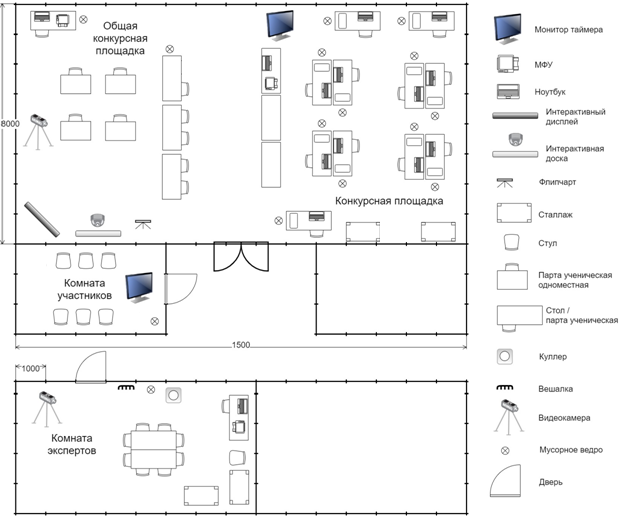 Общая
конкурсная
площадка
8000
Конкурсная площадка
Комната
участников
1500
1000
Комната
экспертов
Монитор таймера
МФУ
Ноутбук
Интерактивный
дисплей
Интерактивная
доска
Флипчарт
Сталлаж
Стул
Парта ученическая
одноместная
Стол /
парта ученическая
Куллер
Вешалка
Видеокамера
Мусорное ведро
Дверь